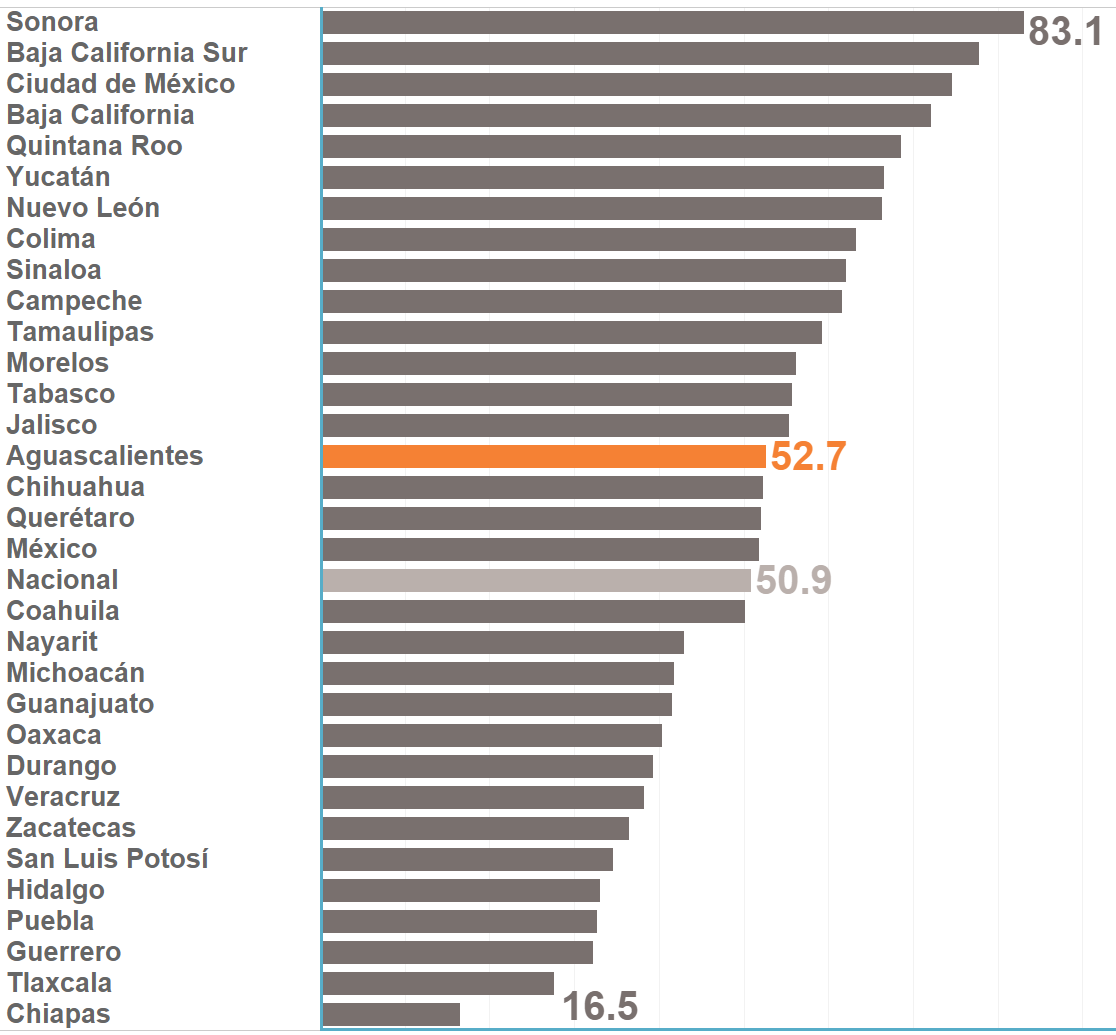 Sonora 83.1
Baja California Sur
Ciudad de México
Baja California
Quintana Roo
Yucatán
Nuevo León
Colima
Sinaloa
Campeche
Tamaulipas
Morelos
Tabasco
Jalisco
Aguascalientes 52.7
Chihuahua
Querétaro
México
Nacional 50.9
Coahuila
Nayarit
Michoacán
Guanajuato
Oaxaca
Durango
Veracruz
Zacatecas
San Luis Potosí
Hidalgo
Puebla
Guerrero
Tlaxcala
Chiapas 16.5